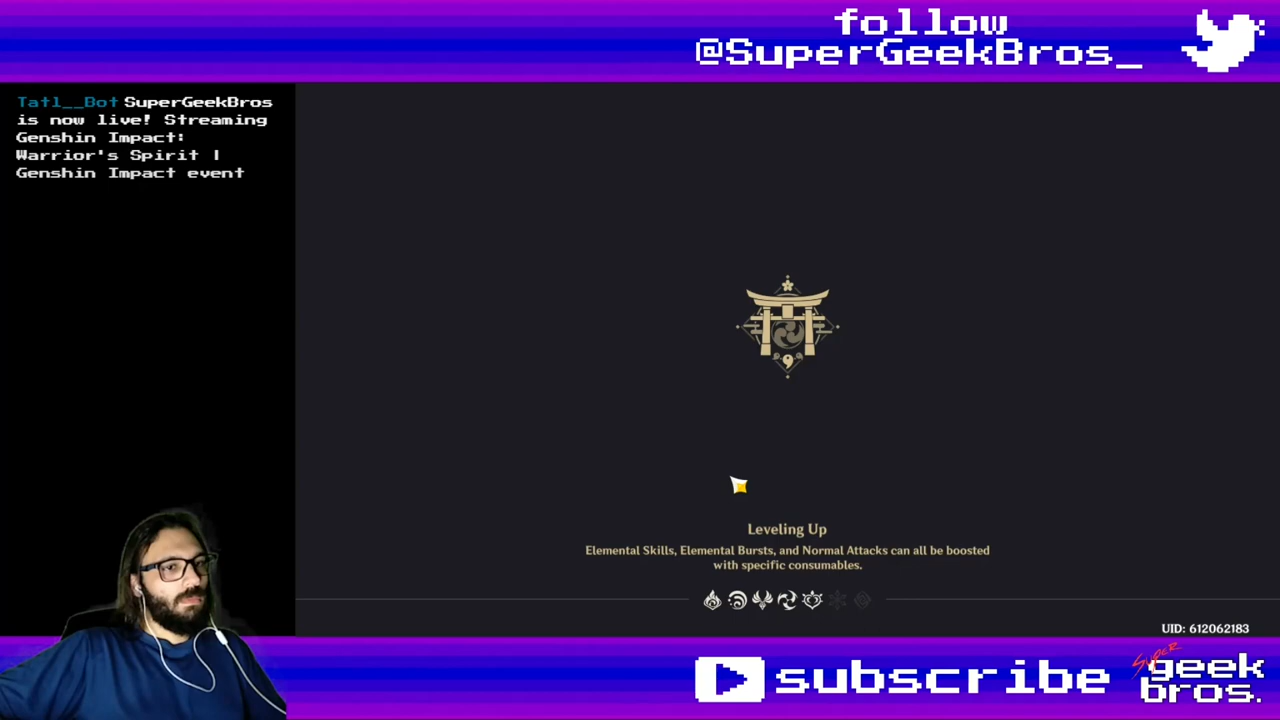 follow
@SuperGeekBros_
Tatl__Bot SuperGeekBros
is now live! Streaming
Genshin Impact:
Warrior's Spirit |
Genshin Impact event
Leveling Up
Elemental Skills, Elemental Bursts, and Normal Attacks can all be boosted
with specific consumables.
UID: 612062183
subscribe
super
geek
bros.